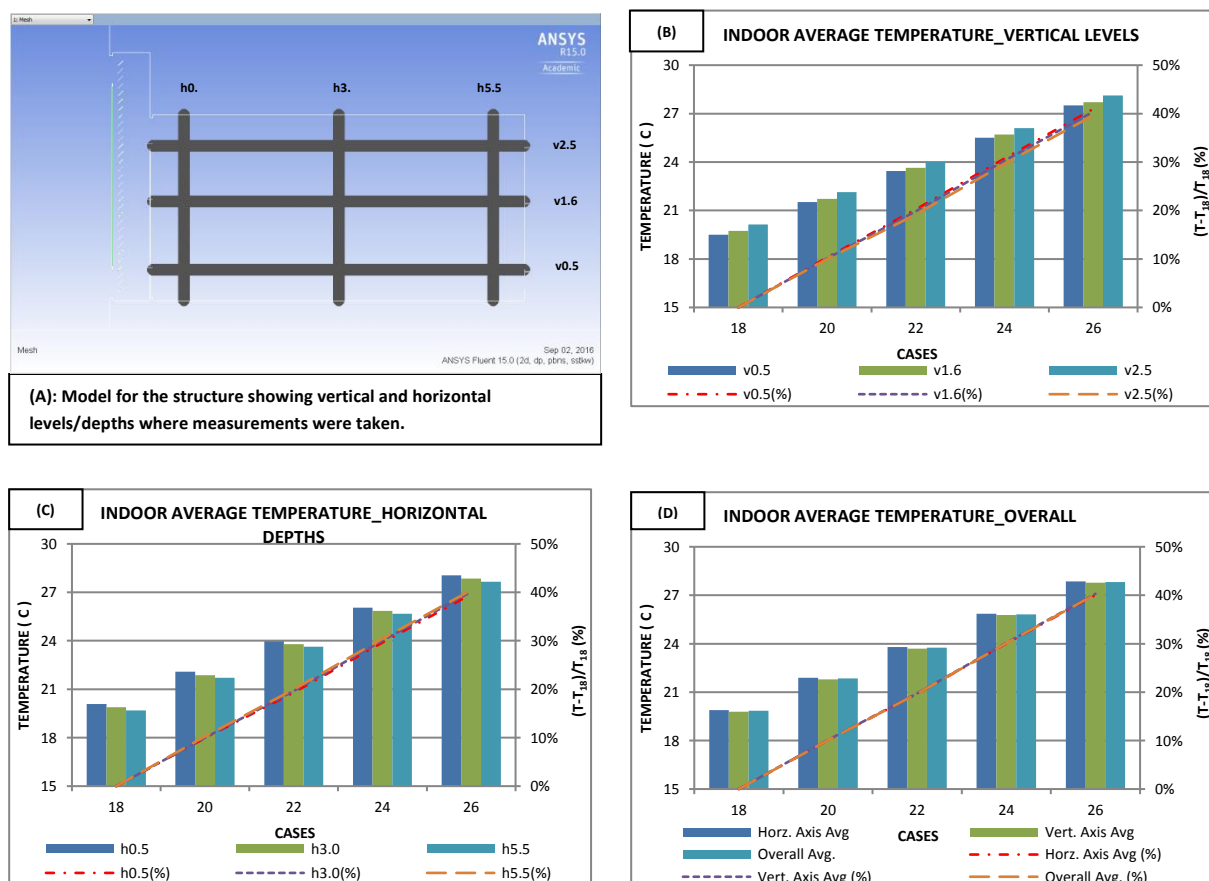 1: Mesh
ANSYS
R15.0
Academic
h0. h3. h5.5
v2.5
v1.6
v0.5
Mesh
Sep 02, 2016
ANSYS Fluent 15.0 (2d, dp, pbns, sstkw)
(A): Model for the structure showing vertical and horizontal
levels/depths where measurements were taken.
(B)
INDOOR AVERAGE TEMPERATURE_VERTICAL LEVELS
TEMPERATURE ( C )
30
27
24
21
18
15
50%
40%
30%
20%
10%
0%
(T-T18)/T18 (%)
18 20 22 24 26
CASES
v0.5 v1.6 v2.5
v0.5(%) v1.6(%) v2.5(%)
(C)
INDOOR AVERAGE TEMPERATURE_HORIZONTAL
DEPTHS
TEMPERATURE ( C )
30
27
24
21
18
15
50%
40%
30%
20%
10%
0%
(T-T18)/T18 (%)
18 20 22 24 26
CASES
h0.5 h3.0 h5.5
h0.5(%) h3.0(%) h5.5(%)
(D)
INDOOR AVERAGE TEMPERATURE_OVERALL
TEMPERATURE ( C )
30
27
24
21
18
15
50%
40%
30%
20%
10%
0%
(T-T18)/T18 (%)
18 20 22 24 26
CASES
Horz. Axis Avg Vert. Axis Avg
Overall Avg. Horz. Axis Avg (%)
Vert. Axis Avg (%) Overall Avg. (%)